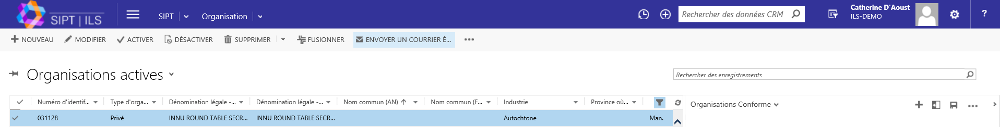 SIPT | ILS
SIPT
Organisation
Rechercher des données CRM
Catherine D'Aoust
ILS-DEMO
?
NOUVEAU
MODIFIER
ACTIVER
DÉSACTIVER
SUPPRIMER
FUSIONNER
ENVOYER UN COURRIER É...
Organisations actives
Rechercher des enregistrements
Numéro d'identif...
Type d'orga...
Dénomination légale -...
Dénomination légale -...
Nom commun (AN)
Nom commun (F...
Industrie
Province où...
Organisations Conforme
031128
Privé
INNU ROUND TABLE SECR...
INNU ROUND TABLE SECR...
Autochtone
Man.